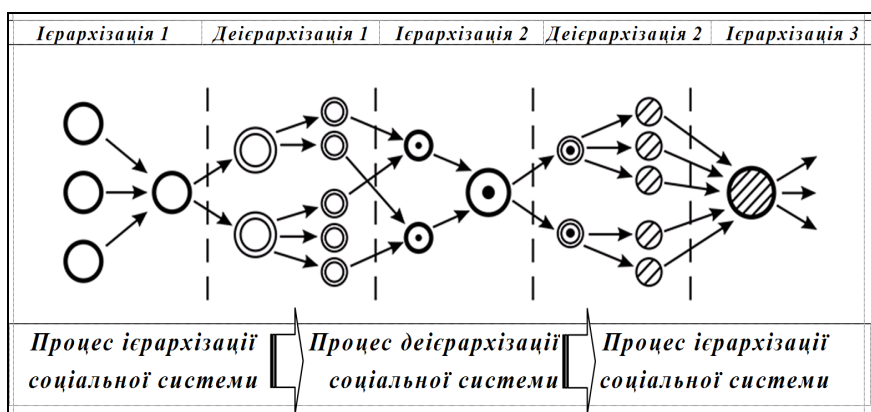 Ієрархізація 1
Деієрархізація 1
Ієрархізація 2
Деієрархізація 2
Ієрархізація 3
Процес ієрархізації
соціальної системи
Процес деієрархізації
соціальної системи
Процес ієрархізації
соціальної системи